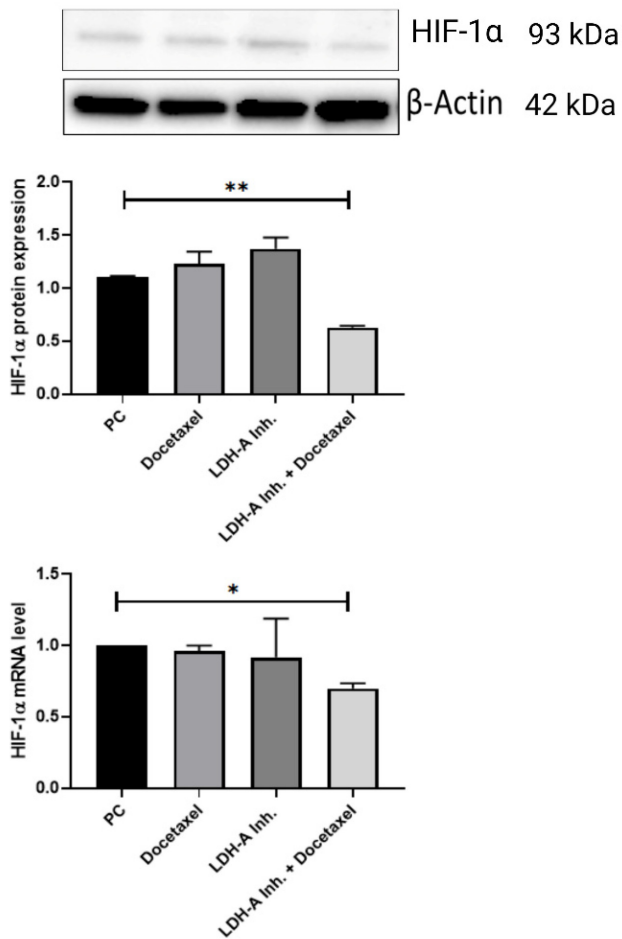 HIF-1α 93 kDa
β-Actin 42 kDa
HIF-1α protein expression
2.0
1.5
1.0
0.5
0.0
**
PC
Docetaxel
LDH-A Inh.
LDH-A Inh. + Docetaxel
HIF-1α mRNA level
1.5
1.0
0.5
0.0
*
PC
Docetaxel
LDH-A Inh.
LDH-A Inh. + Docetaxel